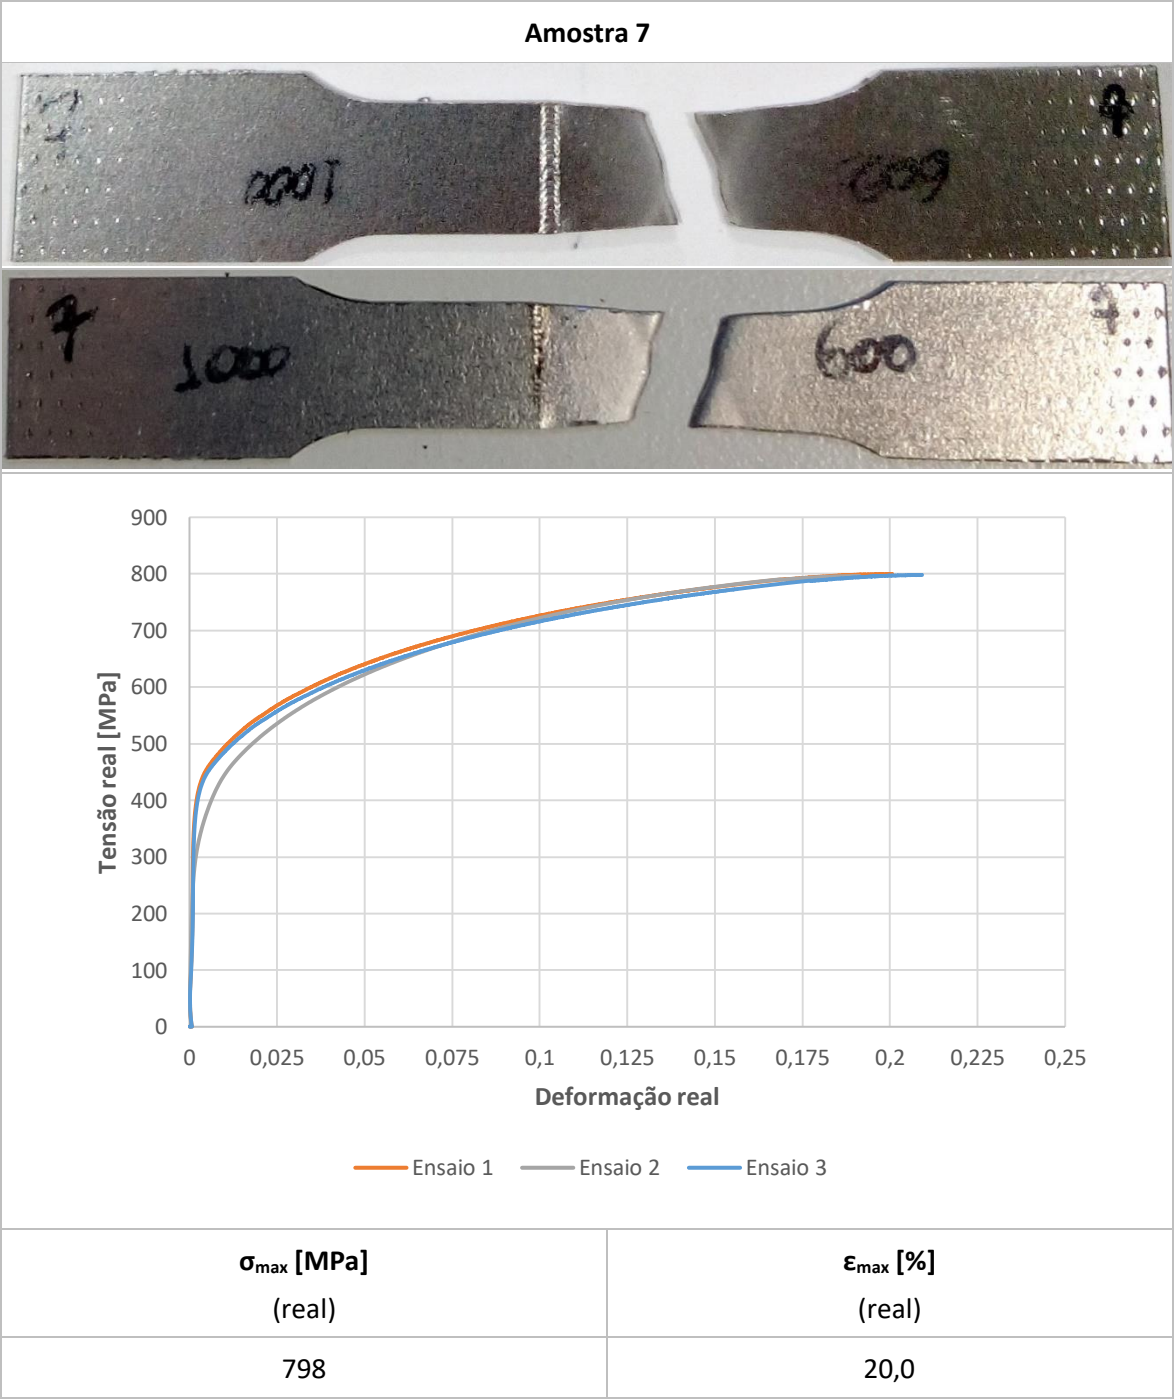 Amostra 7
1000
600
7
7
1000
600
7
900
800
700
600
500
400
300
200
100
0
Tensão real [MPa]
0 0,025 0,05 0,075 0,1 0,125 0,15 0,175 0,2 0,225 0,25
Deformação real
Ensaio 1 Ensaio 2 Ensaio 3
σmax [MPa] εmax [%]
(real) (real)
798 20,0